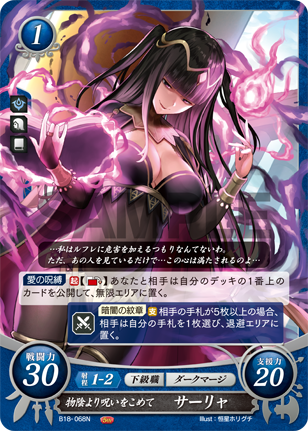 1
SAMPLE
…私はルフレに危害を加えるつもりなんてないわ。
ただ、あの人を見ているだけで…この心は満たされるのよ…
愛の呪縛 起 あなたと相手は自分のデッキの1番上の
カードを公開して、無限エリアに置く。
暗闇の紋章 支 相手の手札が5枚以上の場合、
相手は自分の手札を1枚選び、退避エリアに
置く。
戦闘力
30
射程 1-2 下級職 ダークマージ
支援力
20
物陰より呪いをこめて サーリャ
B18-068N
Illust：恒星ホリグチ